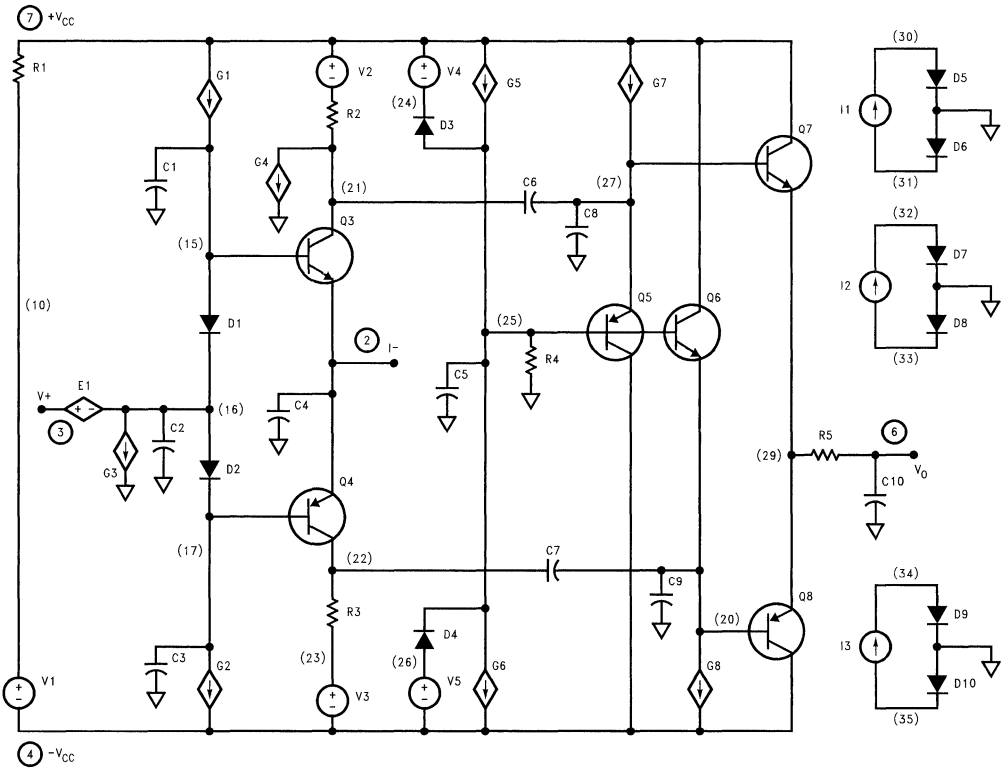 7 +VCC
R1
G1
V2
V4
G5
G7
(30)
D5
I1
D6
(31)
(24)
D3
R2
Q7
C1
G4
(21)
C6
(27)
C8
(32)
D7
I2
D8
(33)
Q3
(15)
(10)
D1
2 I-
(25)
Q5
Q6
R4
C5
V+
E1
3
(16)
C4
G3
C2
D2
Q4
(29)
R5
6
VO
C10
(17)
(22)
C7
C9
(34)
D9
I3
D10
(35)
R3
D4
(20)
Q8
C3
G2
(23)
(26)
G6
G8
V1
V3
V5
4 -VCC